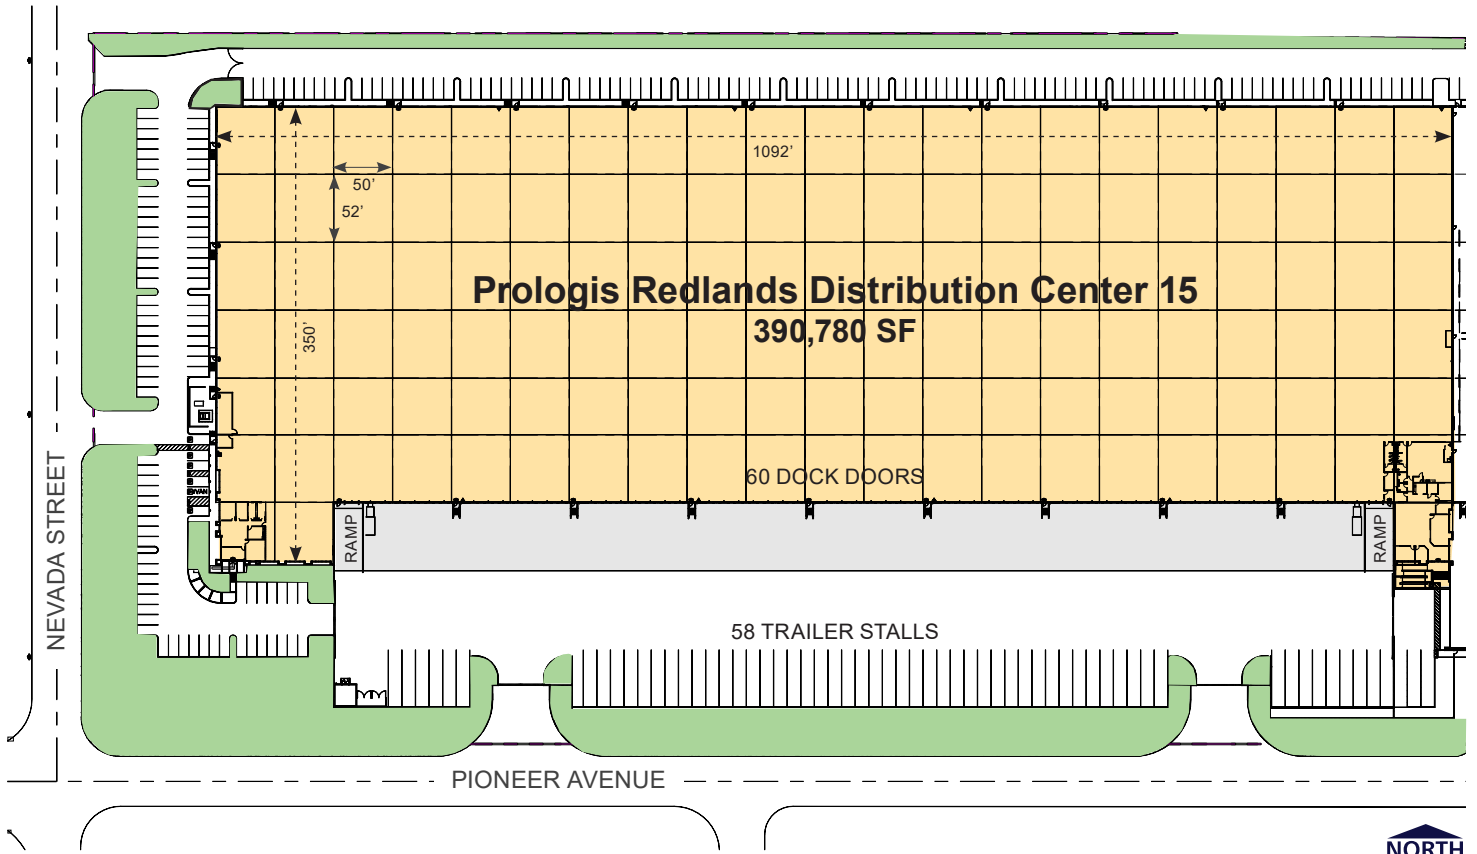 1092'
50'
52'
Prologis Redlands Distribution Center 15
390,780 SF
350'
60 DOCK DOORS
RAMP
RAMP
NEVADA STREET
58 TRAILER STALLS
PIONEER AVENUE
NORTH